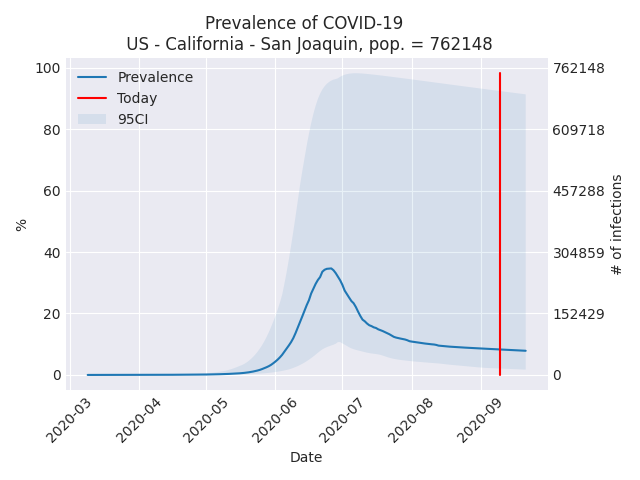 Prevalence of COVID-19
US - California - San Joaquin, pop. = 762148
Prevalence
Today
95CI
100
80
60
40
20
0
%
762148
609718
457288
304859
152429
0
# of infections
2020-03
2020-04
2020-05
2020-06
2020-07
2020-08
2020-09
Date